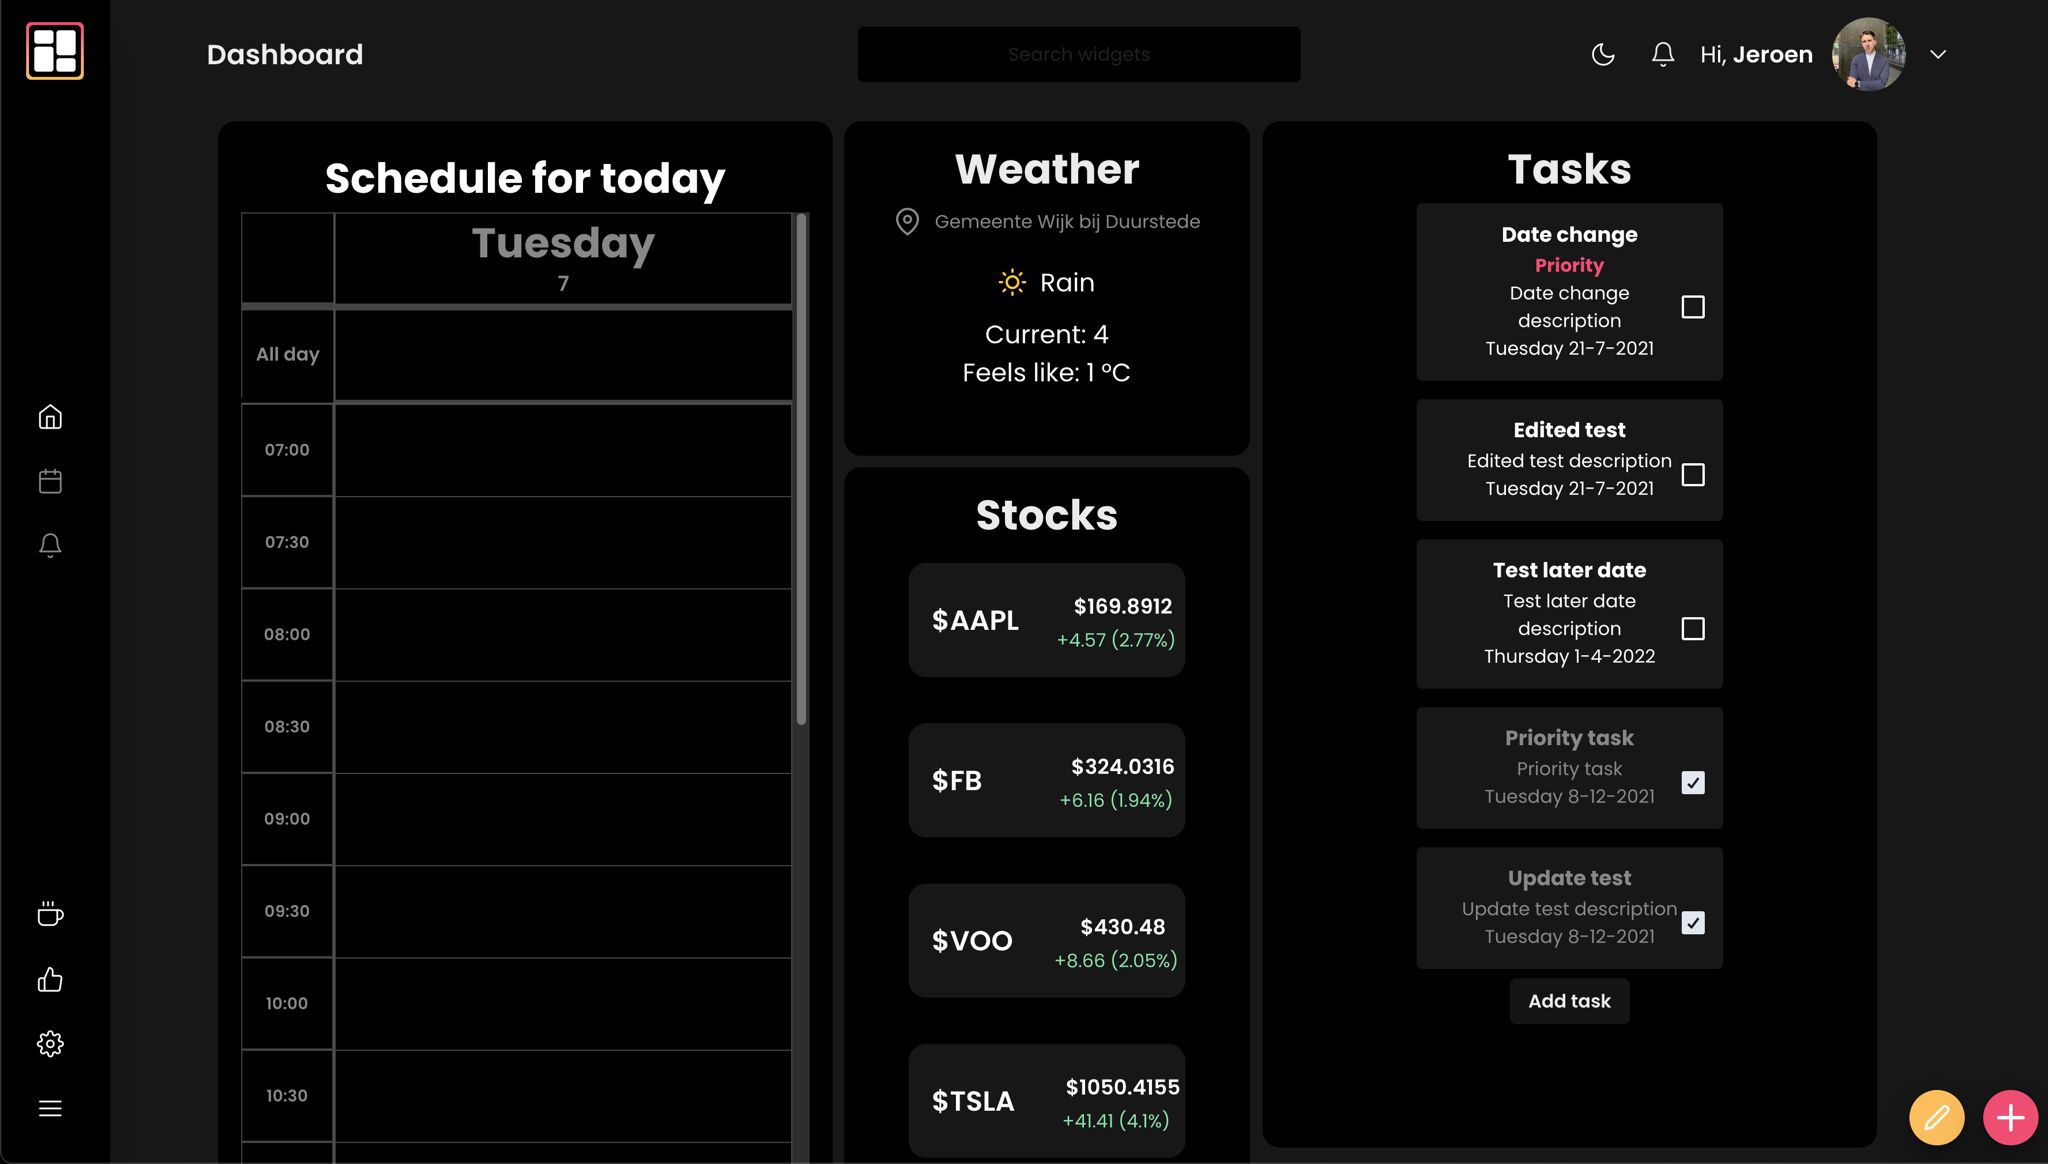 Dashboard
Search widgets
Hi, Jeroen
Schedule for today
Tuesday
7
All day
07:00
07:30
08:00
08:30
09:00
09:30
10:00
10:30
Weather
Gemeente Wijk bij Duurstede
Rain
Current: 4
Feels like: 1 °C
Stocks
$AAPL
$169.8912
+4.57 (2.77%)
$FB
$324.0316
+6.16 (1.94%)
$VOO
$430.48
+8.66 (2.05%)
$TSLA
$1050.4155
+41.41 (4.1%)
Tasks
Date change
Priority
Date change
description
Tuesday 21-7-2021
Edited test
Edited test description
Tuesday 21-7-2021
Test later date
Test later date
description
Thursday 1-4-2022
Priority task
Priority task
Tuesday 8-12-2021
Update test
Update test description
Tuesday 8-12-2021
Add task